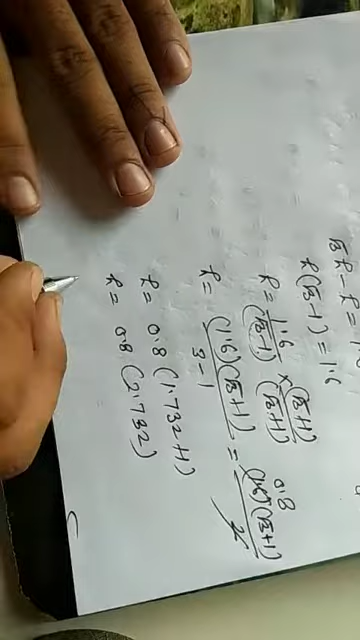 √3h - h = 1.6
h(√3-1) = 1.6
h = 1.6/(√3-1) × (√3+1)/(√3+1)
h = (1.6)(√3+1)/3-1 = 0.8 (1.6)(√3+1)/2
h = 0.8 (1.732+1)
h = 0.8 (2.732)